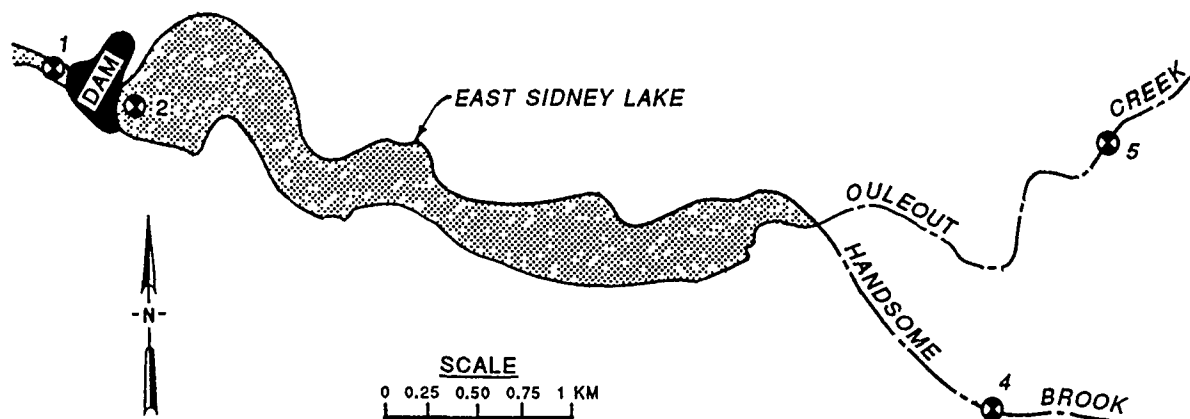 1
DAM
2
EAST SIDNEY LAKE
CREEK
5
OULEOUT
HANDSOME
-N-
SCALE
0 0.25 0.50 0.75 1 KM
4
BROOK